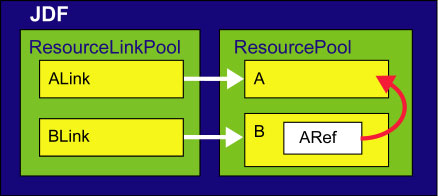 JDF
ResourceLinkPool
ResourcePool
ALink
A
BLink
B
ARef